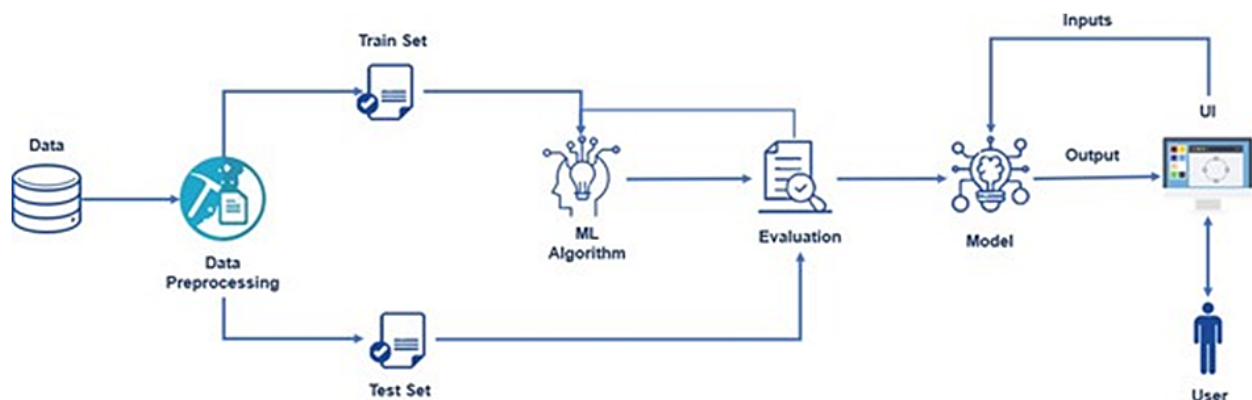 Inputs
Train Set
UI
Data
Output
ML
Algorithm
Evaluation
Model
Data
Preprocessing
Test Set
User